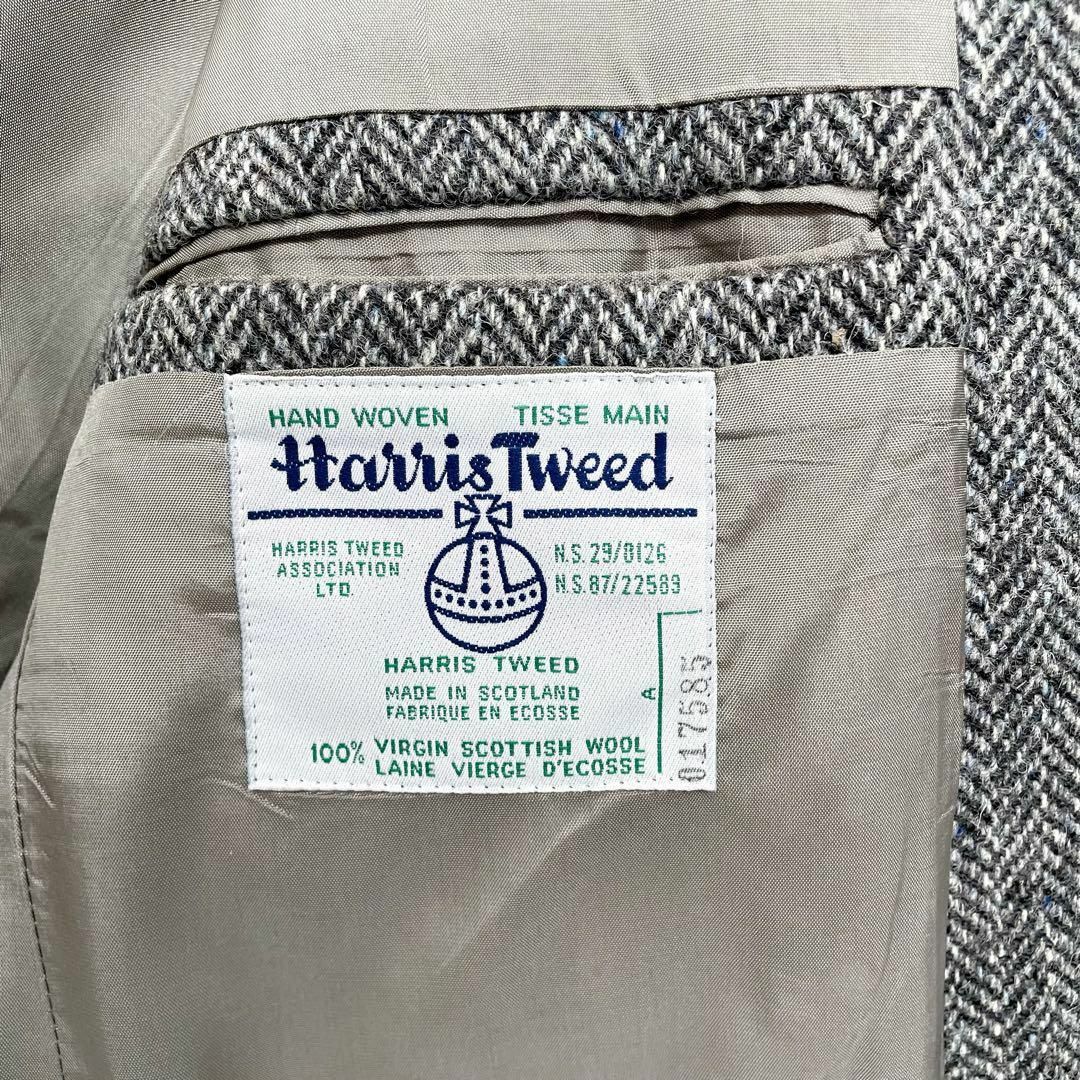 HAND WOVEN TISSE MAIN
Harris Tweed
HARRIS TWEED
ASSOCIATION
LTD.
N.S. 29/0126
N.S. 87/22589
HARRIS TWEED
MADE IN SCOTLAND
FABRIQUE EN ECOSSE
100% VIRGIN SCOTTISH WOOL
LAINE VIERGE D'ECOSSE
A
017585